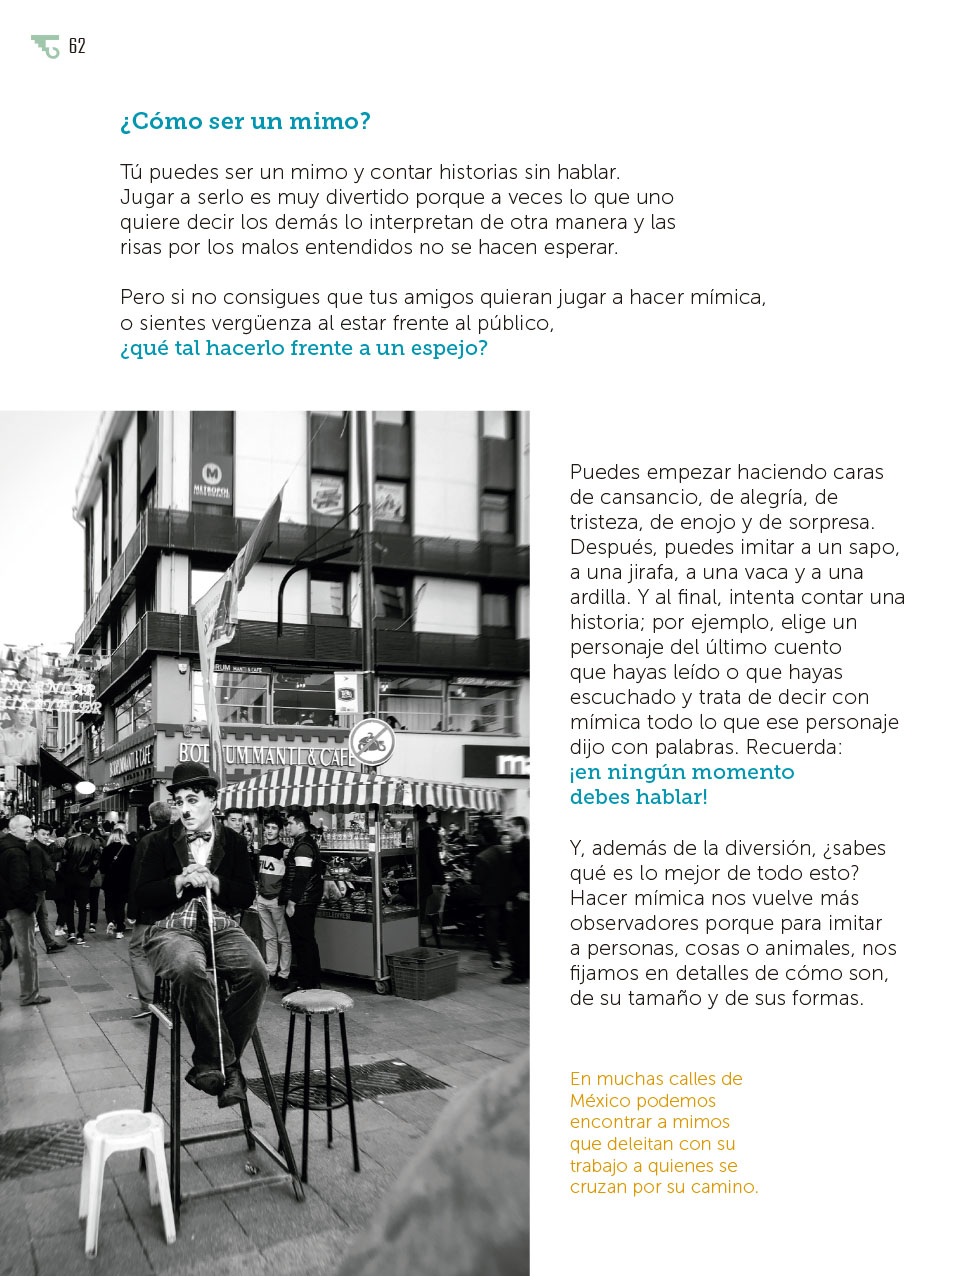 62
¿Cómo ser un mimo?
Tú puedes ser un mimo y contar historias sin hablar.
Jugar a serlo es muy divertido porque a veces lo que uno
quiere decir los demás lo interpretan de otra manera y las
risas por los malos entendidos no se hacen esperar.
Pero si no consigues que tus amigos quieran jugar a hacer mímica,
o sientes vergüenza al estar frente al público,
¿qué tal hacerlo frente a un espejo?
M
METROPOL
BOD UM MANTI & CAFE
MANTI & CAFE
FILA
Puedes empezar haciendo caras
de cansancio, de alegría, de
tristeza, de enojo y de sorpresa.
Después, puedes imitar a un sapo,
a una jirafa, a una vaca y a una
ardilla. Y al final, intenta contar una
historia; por ejemplo, elige un
personaje del último cuento
que hayas leído o que hayas
escuchado y trata de decir con
mímica todo lo que ese personaje
dijo con palabras. Recuerda:
¡en ningún momento
debes hablar!
Y, además de la diversión, ¿sabes
qué es lo mejor de todo esto?
Hacer mímica nos vuelve más
observadores porque para imitar
a personas, cosas o animales, nos
fijamos en detalles de cómo son,
de su tamaño y de sus formas.
En muchas calles de
México podemos
encontrar a mimos
que deleitan con su
trabajo a quienes se
cruzan por su camino.